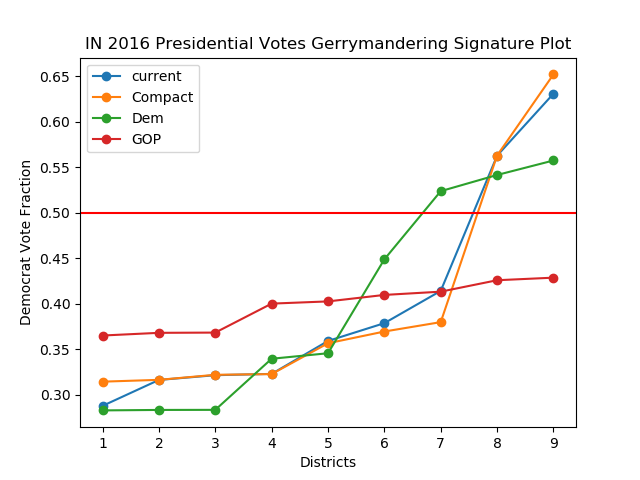 IN 2016 Presidential Votes Gerrymandering Signature Plot
current
Compact
Dem
GOP
0.65
0.60
0.55
0.50
0.45
0.40
0.35
0.30
Democrat Vote Fraction
1 2 3 4 5 6 7 8 9
Districts